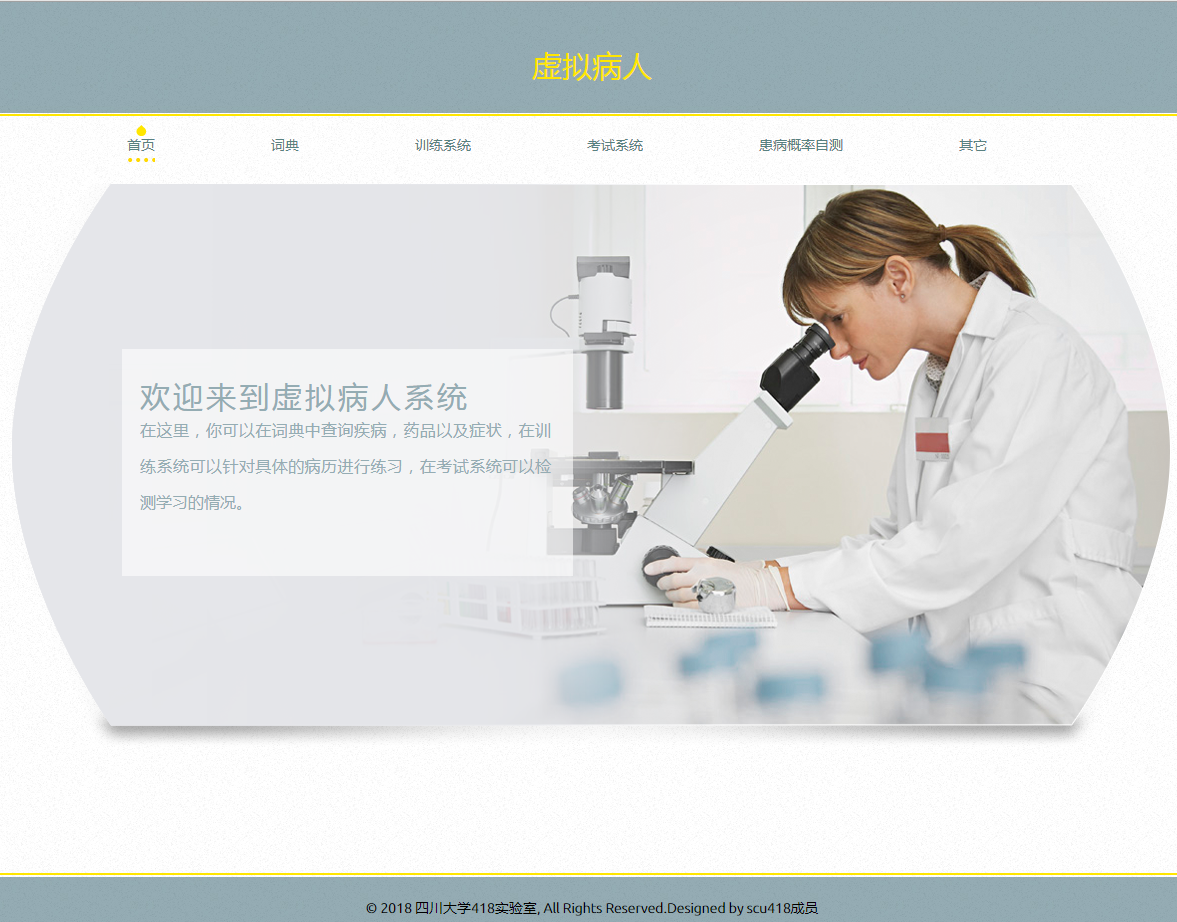 虚拟病人
首页 词典 训练系统 考试系统 患病概率自测 其它
欢迎来到虚拟病人系统
在这里，你可以在词典中查询疾病，药品以及症状，在训
练系统可以针对具体的病历进行练习，在考试系统可以检
测学习的情况。
© 2018 四川大学418实验室, All Rights Reserved.Designed by scu418成员